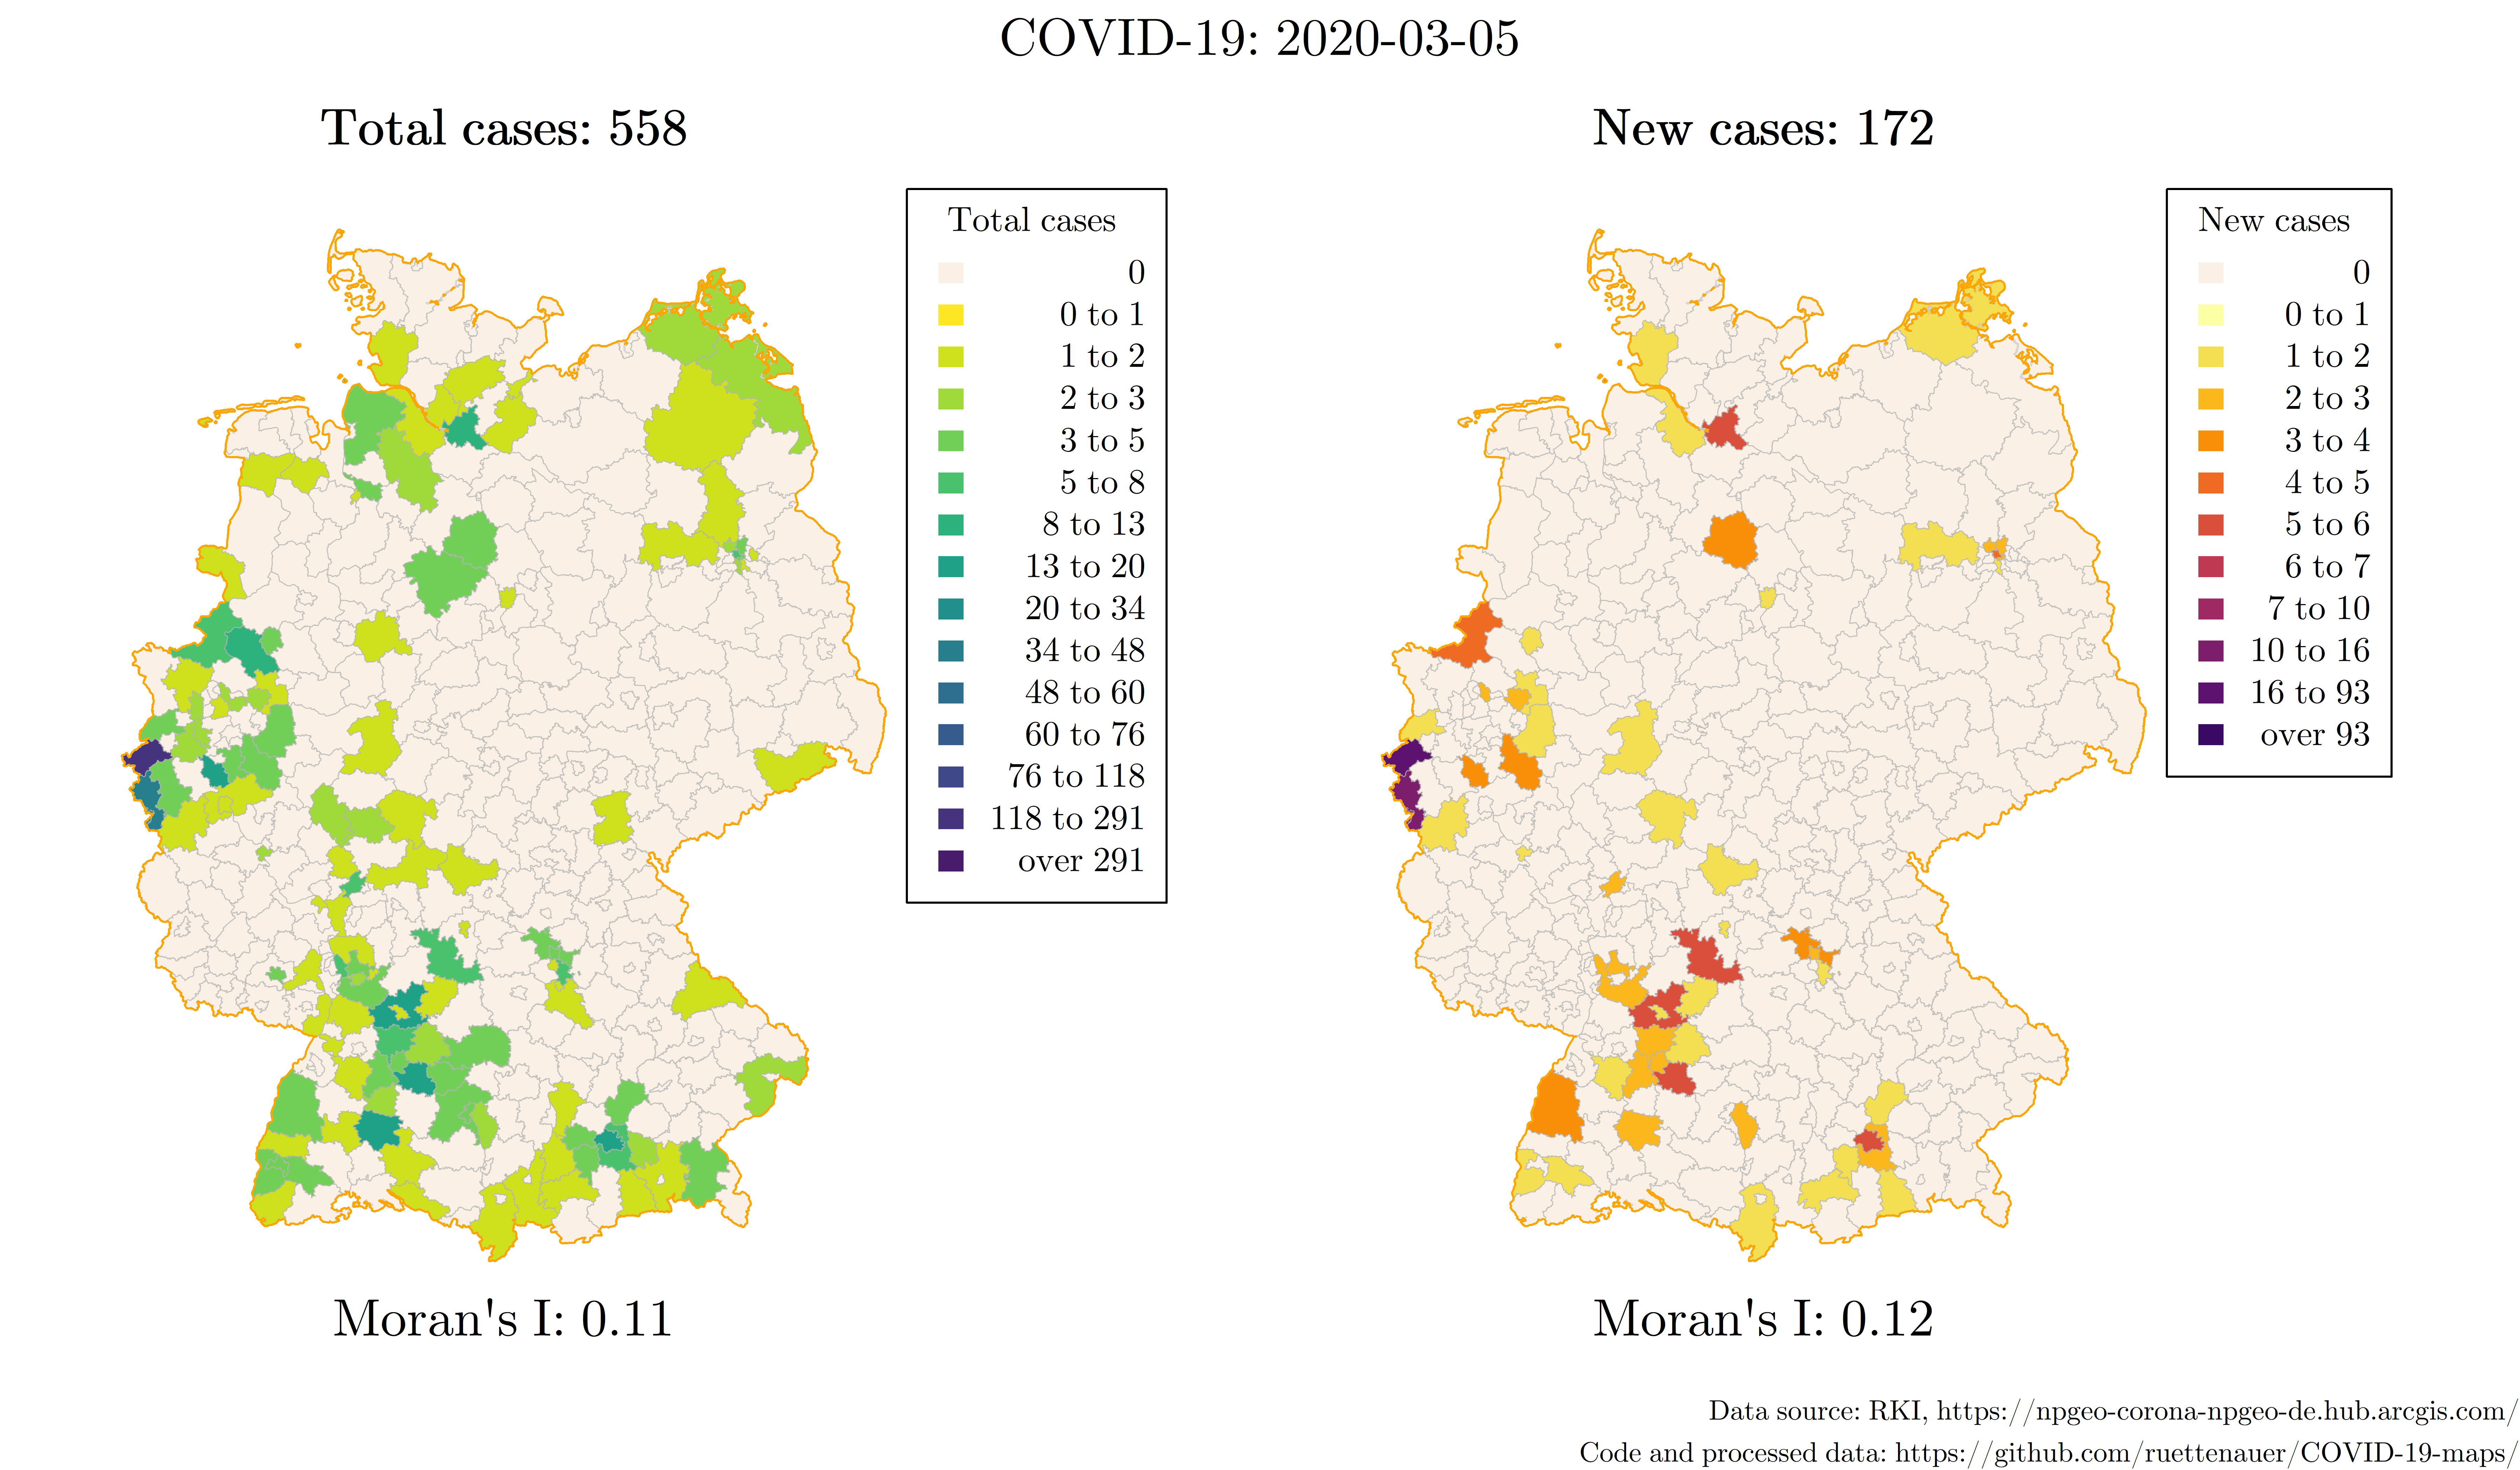 COVID-19: 2020-03-05
Total cases: 558
Total cases
0
0 to 1
1 to 2
2 to 3
3 to 5
5 to 8
8 to 13
13 to 20
20 to 34
34 to 48
48 to 60
60 to 76
76 to 118
118 to 291
over 291
Moran's I: 0.11
New cases: 172
New cases
0
0 to 1
1 to 2
2 to 3
3 to 4
4 to 5
5 to 6
6 to 7
7 to 10
10 to 16
16 to 93
over 93
Moran's I: 0.12
Data source: RKI, https://npgeo-corona-npgeo-de.hub.arcgis.com/
Code and processed data: https://github.com/ruettenauer/COVID-19-maps/